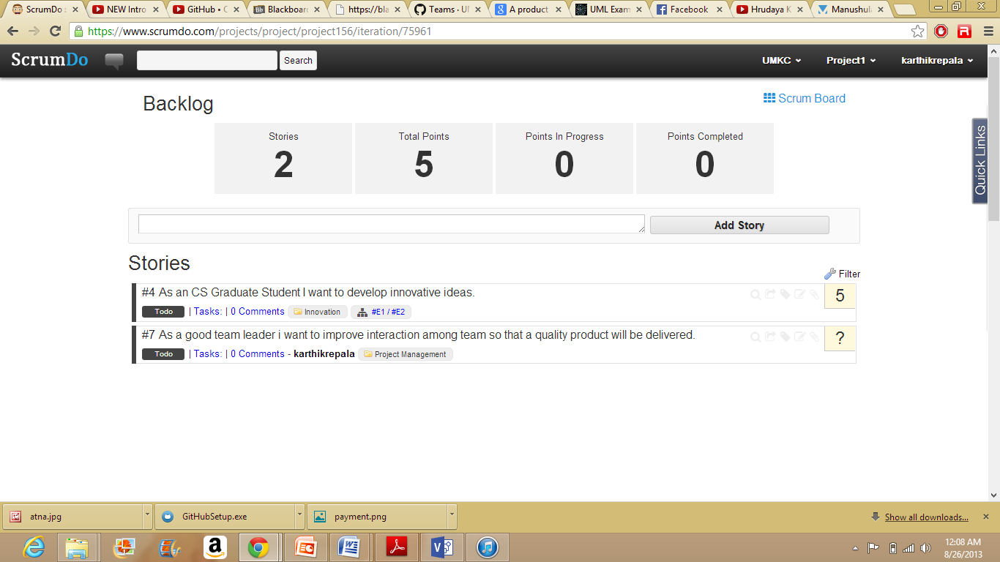 ScrumDo s
NEW Intro
GitHub • C
Blackboar
https://bla
Teams · Ul
A product
UML Exam
Facebook
Hrudaya K
Manushul
https://www.scrumdo.com/projects/project/project156/iteration/75961
ScrumDo Search UMKC Project1 karthikrepala
Backlog
Scrum Board
Stories Total Points Points In Progress Points Completed
2 5 0 0
Quick Links
Add Story
Stories
Filter
#4 As an CS Graduate Student I want to develop innovative ideas. 5
Todo | Tasks: | 0 Comments Innovation #E1 / #E2
#7 As a good team leader i want to improve interaction among team so that a quality product will be delivered. ?
Todo | Tasks: | 0 Comments - karthikrepala Project Management
atna.jpg GitHubSetup.exe payment.png Show all downloads...
12:08 AM
8/26/2013